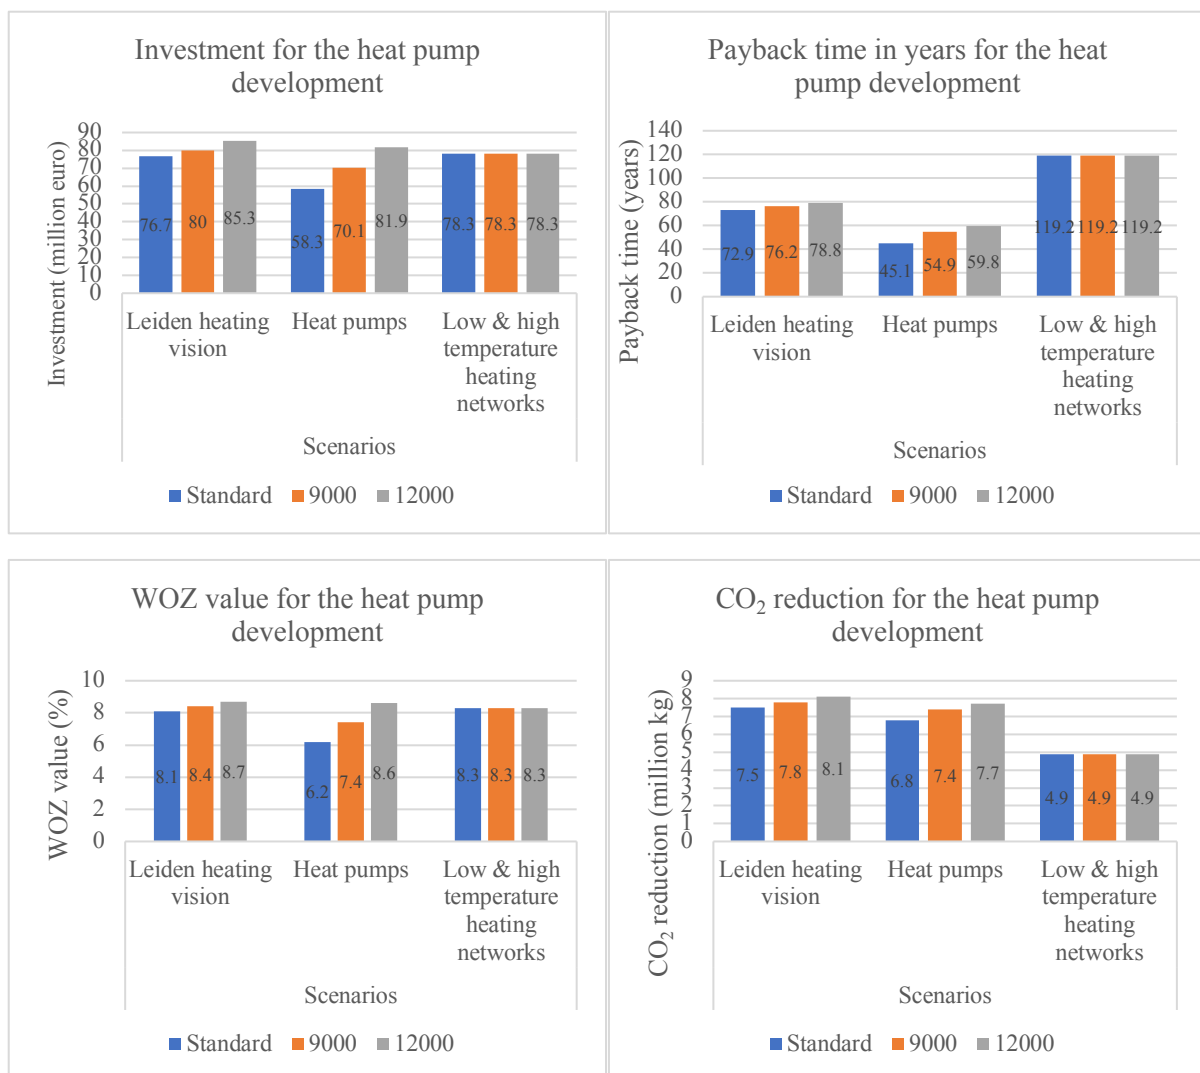 Investment for the heat pump
development
Investment (million euro)
90
80
70
60
50
40
30
20
10
0
76.7
80
85.3
58.3
70.1
81.9
78.3
78.3
78.3
Leiden heating
vision
Heat pumps
Low & high
temperature
heating
networks
Scenarios
Standard
9000
12000
Payback time in years for the heat
pump development
Payback time (years)
140
120
100
80
60
40
20
0
72.9
76.2
78.8
45.1
54.9
59.8
119.2
119.2
119.2
Leiden heating
vision
Heat pumps
Low & high
temperature
heating
networks
Scenarios
Standard
9000
12000
WOZ value for the heat pump
development
WOZ value (%)
10
8
6
4
2
0
8.1
8.4
8.7
6.2
7.4
8.6
8.3
8.3
8.3
Leiden heating
vision
Heat pumps
Low & high
temperature
heating
networks
Scenarios
Standard
9000
12000
CO₂ reduction for the heat pump
development
CO₂ reduction (million kg)
9
8
7
6
5
4
3
2
1
0
7.5
7.8
8.1
6.8
7.4
7.7
4.9
4.9
4.9
Leiden heating
vision
Heat pumps
Low & high
temperature
heating
networks
Scenarios
Standard
9000
12000